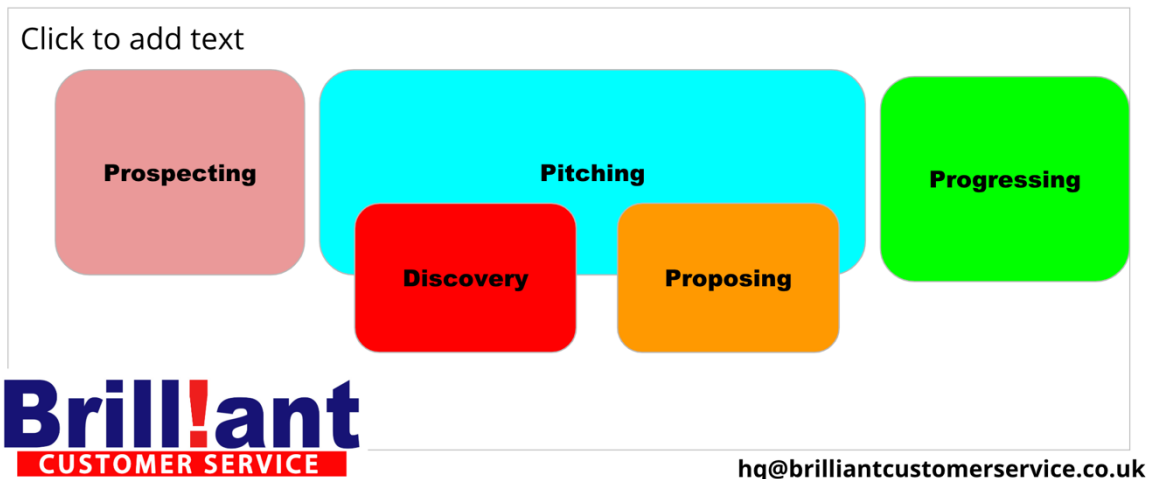 Click to add text
Prospecting
Pitching
Progressing
Discovery
Proposing
Brill!ant
CUSTOMER SERVICE
hq@brilliantcustomerservice.co.uk